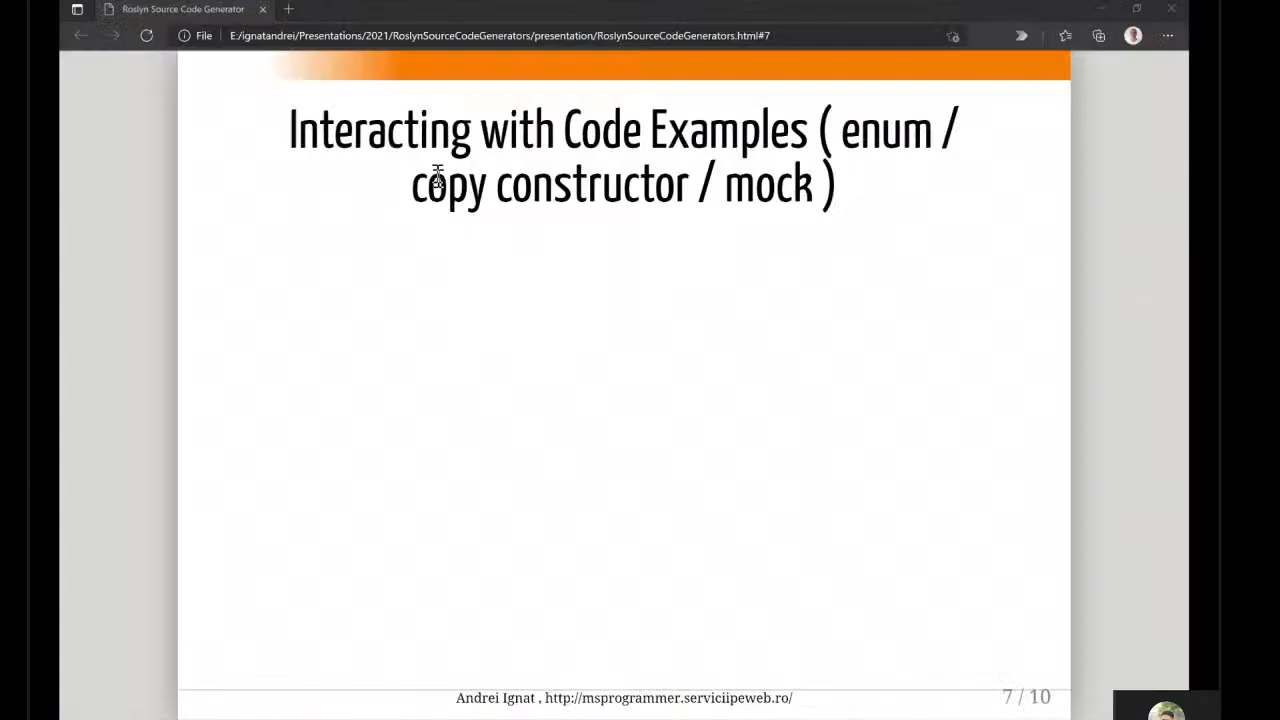 Roslyn Source Code Generator
File E:/ignatandrei/Presentations/2021/RoslynSourceCodeGenerators/presentation/RoslynSourceCodeGenerators.html#7
Interacting with Code Examples ( enum /
copy constructor / mock )
Andrei Ignat , http://msprogrammer.serviciipeweb.ro/
7 / 10